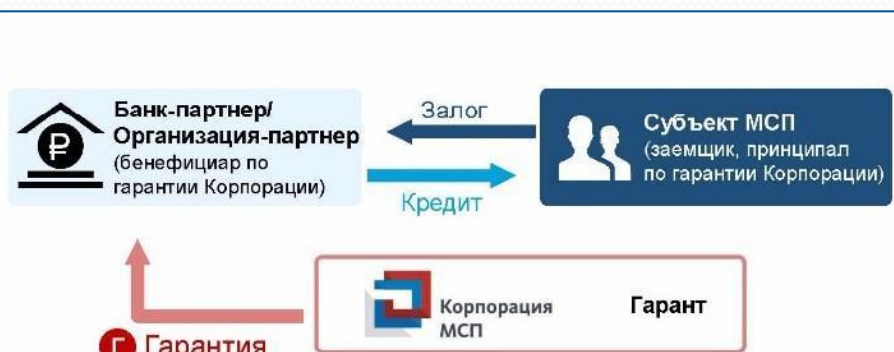 Банк-партнер/
Организация-партнер
(бенефициар по
гарантии Корпорации)
Залог
Кредит
Субъект МСП
(заемщик, принципал
по гарантии Корпорации)
Корпорация
МСП
Гарант
Г Гарантия